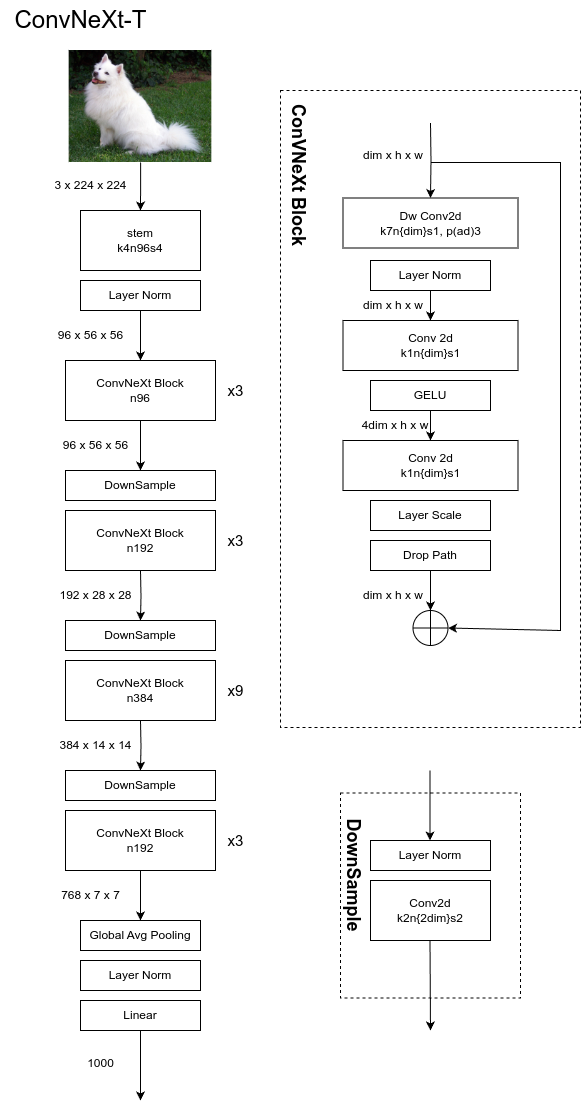 ConvNeXt-T
3 x 224 x 224
stem
k4n96s4
Layer Norm
96 x 56 x 56
ConvNeXt Block
n96
x3
96 x 56 x 56
DownSample
ConvNeXt Block
n192
x3
192 x 28 x 28
DownSample
ConvNeXt Block
n384
x9
384 x 14 x 14
DownSample
ConvNeXt Block
n192
x3
768 x 7 x 7
Global Avg Pooling
Layer Norm
Linear
1000
ConVNeXt Block
dim x h x w
Dw Conv2d
k7n{dim}s1, p(ad)3
Layer Norm
dim x h x w
Conv 2d
k1n{dim}s1
GELU
4dim x h x w
Conv 2d
k1n{dim}s1
Layer Scale
Drop Path
dim x h x w
DownSample
Layer Norm
Conv2d
k2n{2dim}s2